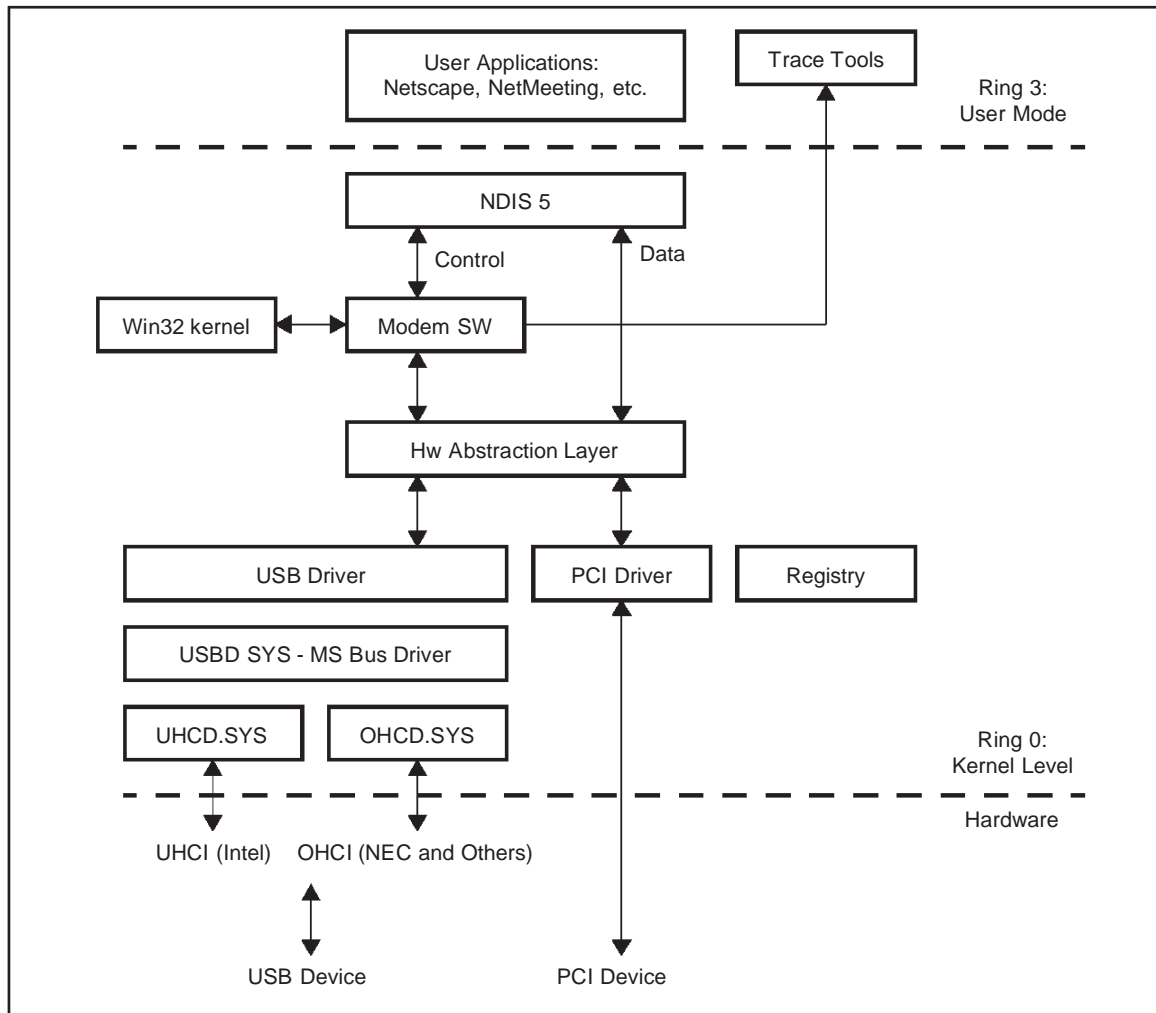 User Applications:
Netscape, NetMeeting, etc.
Trace Tools
Ring 3:
User Mode
NDIS 5
Control
Data
Win32 kernel
Modem SW
Hw Abstraction Layer
USB Driver
PCI Driver
Registry
USBD SYS - MS Bus Driver
UHCD.SYS
OHCD.SYS
Ring 0:
Kernel Level
Hardware
UHCI (Intel)
OHCI (NEC and Others)
USB Device
PCI Device